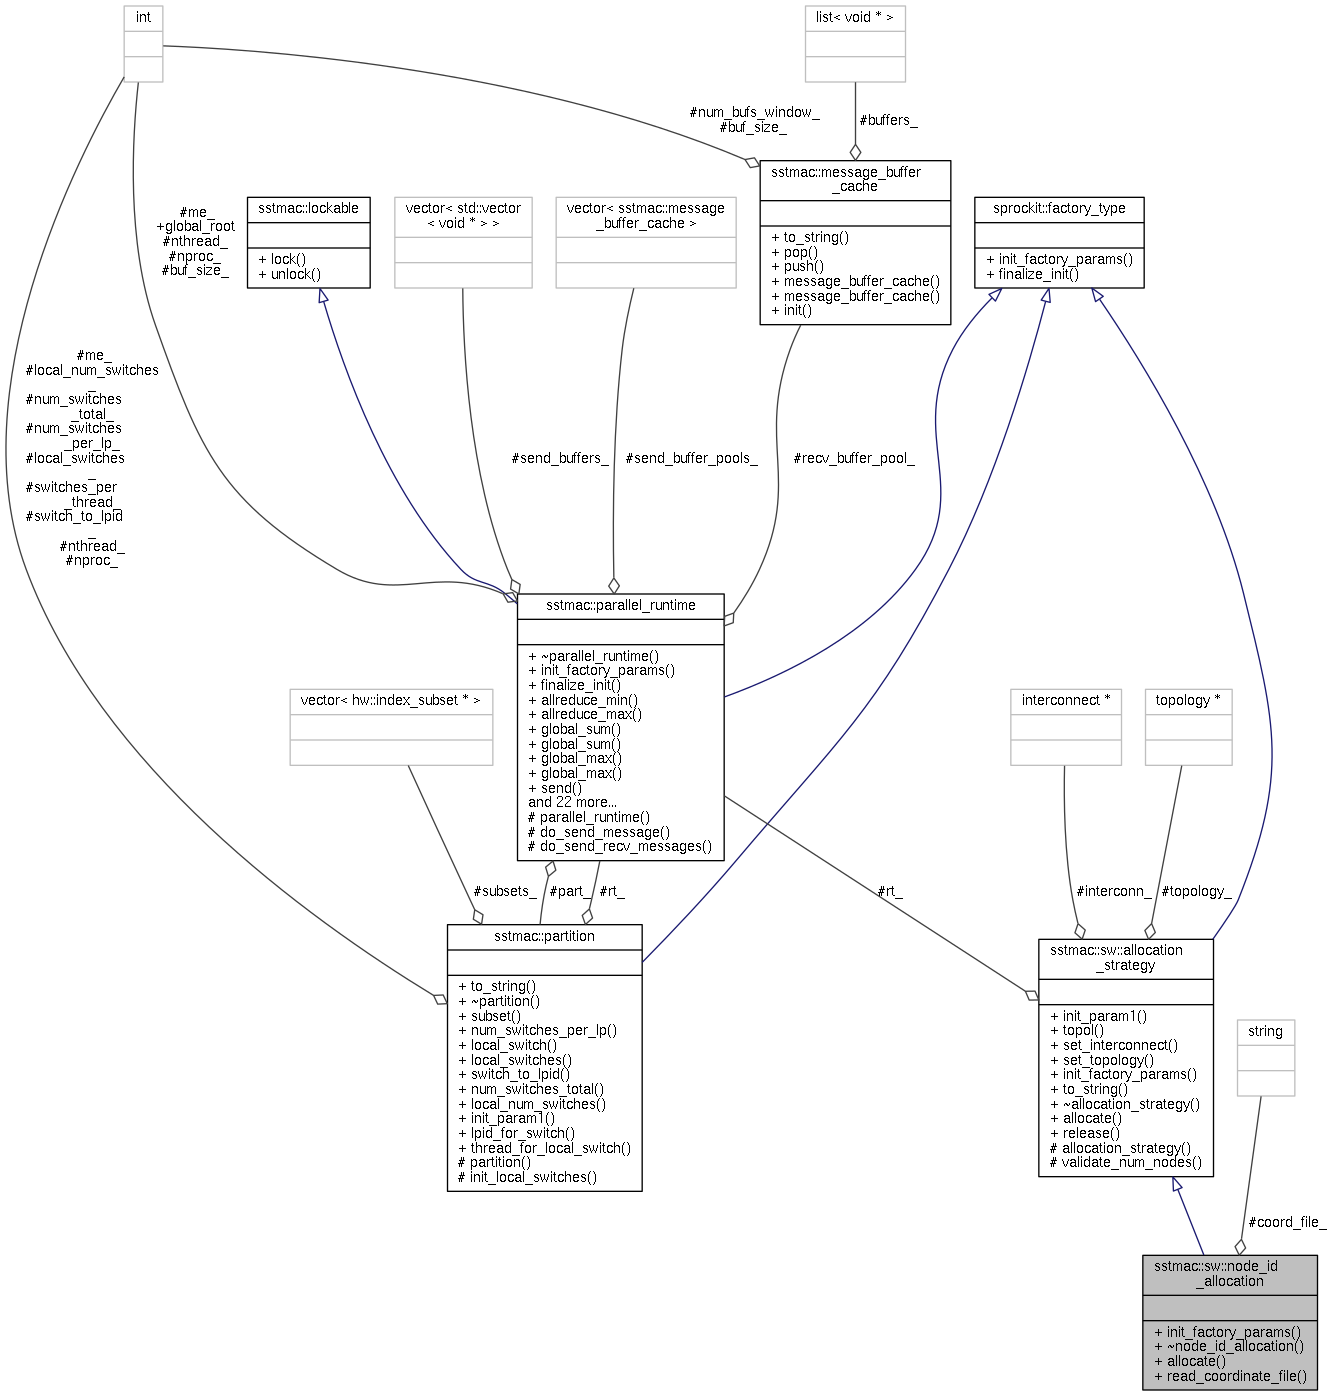 int
list< void * >
#num_bufs_window_
#buf_size_
#buffers_
sstmac::message_buffer
_cache
+ to_string()
+ pop()
+ push()
+ message_buffer_cache()
+ message_buffer_cache()
+ init()
sstmac::lockable
+ lock()
+ unlock()
vector< std::vector
< void * > >
vector< sstmac::message
_buffer_cache >
sprockit::factory_type
+ init_factory_params()
+ finalize_init()
#me_
+global_root
#nthread_
#nproc_
#buf_size_
#me_
#local_num_switches
_
#num_switches
_total_
#num_switches
_per_lp_
#local_switches
_
#switches_per
_thread_
#switch_to_lpid
_
#nthread_
#nproc_
#send_buffers_
#send_buffer_pools_
#recv_buffer_pool_
sstmac::parallel_runtime
+ ~parallel_runtime()
+ init_factory_params()
+ finalize_init()
+ allreduce_min()
+ allreduce_max()
+ global_sum()
+ global_sum()
+ global_max()
+ global_max()
+ send()
and 22 more...
# parallel_runtime()
# do_send_message()
# do_send_recv_messages()
vector< hw::index_subset * >
interconnect *
topology *
#subsets_
#part_
#rt_
#rt_
#interconn_
#topology_
sstmac::partition
+ to_string()
+ ~partition()
+ subset()
+ num_switches_per_lp()
+ local_switch()
+ local_switches()
+ switch_to_lpid()
+ num_switches_total()
+ local_num_switches()
+ init_param1()
+ lpid_for_switch()
+ thread_for_local_switch()
# partition()
# init_local_switches()
sstmac::sw::allocation
_strategy
+ init_param1()
+ topol()
+ set_interconnect()
+ set_topology()
+ init_factory_params()
+ to_string()
+ ~allocation_strategy()
+ allocate()
+ release()
# allocation_strategy()
# validate_num_nodes()
string
#coord_file_
sstmac::sw::node_id
_allocation
+ init_factory_params()
+ ~node_id_allocation()
+ allocate()
+ read_coordinate_file()